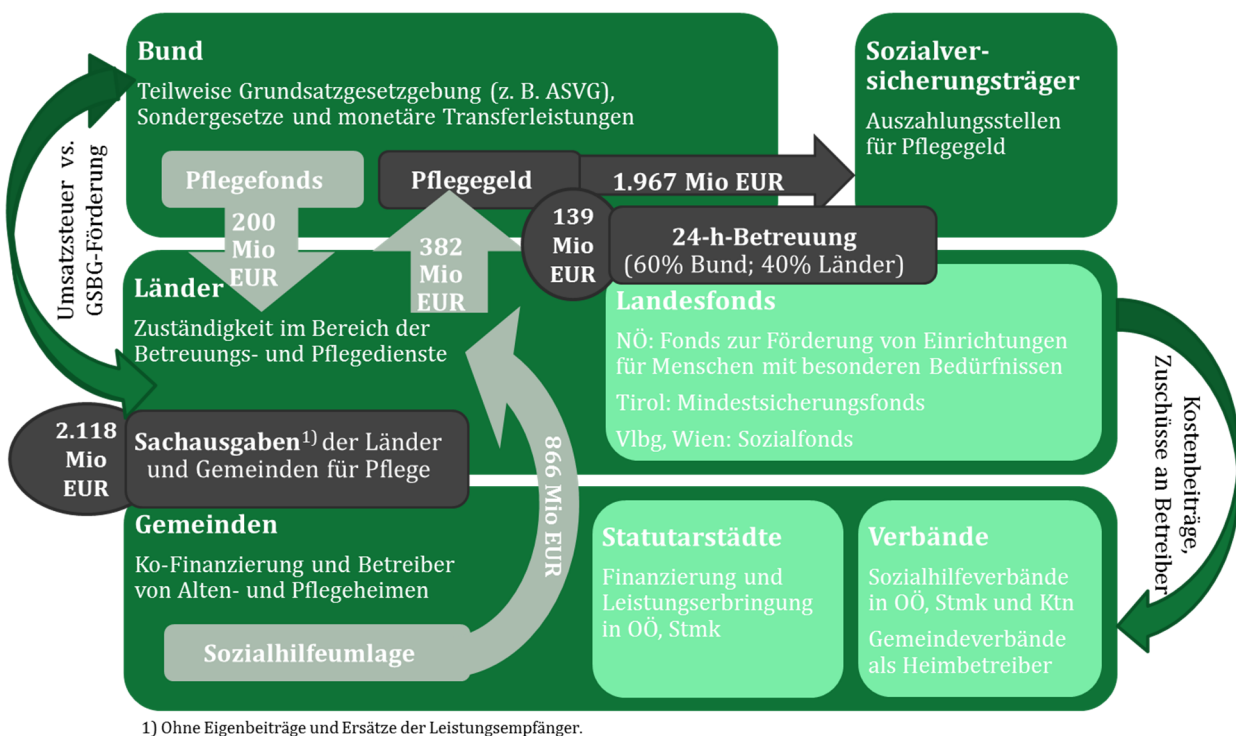 Bund
Teilweise Grundsatzgesetzgebung (z. B. ASVG),
Sondergesetze und monetäre Transferleistungen
Sozialver-
sicherungsträger
Auszahlungsstellen
für Pflegegeld
Umsatzsteuer vs.
GSBG-Förderung
Pflegefonds
200
Mio
EUR
Pflegegeld
1.967 Mio EUR
382
Mio
EUR
139
Mio
EUR
24-h-Betreuung
(60% Bund; 40% Länder)
Länder
Zuständigkeit im Bereich der
Betreuungs- und Pflegedienste
Landesfonds
NÖ: Fonds zur Förderung von Einrichtungen
für Menschen mit besonderen Bedürfnissen
Tirol: Mindestsicherungsfonds
Vlbg, Wien: Sozialfonds
Kostenbeiträge,
Zuschüsse an Betreiber
2.118
Mio
EUR
Sachausgaben1) der Länder
und Gemeinden für Pflege
866 Mio EUR
Gemeinden
Ko-Finanzierung und Betreiber
von Alten- und Pflegeheimen
Sozialhilfeumlage
Statutarstädte
Finanzierung und
Leistungserbringung
in OÖ, Stmk
Verbände
Sozialhilfeverbände
in OÖ, Stmk und Ktn
Gemeindeverbände
als Heimbetreiber
1) Ohne Eigenbeiträge und Ersätze der Leistungsempfänger.